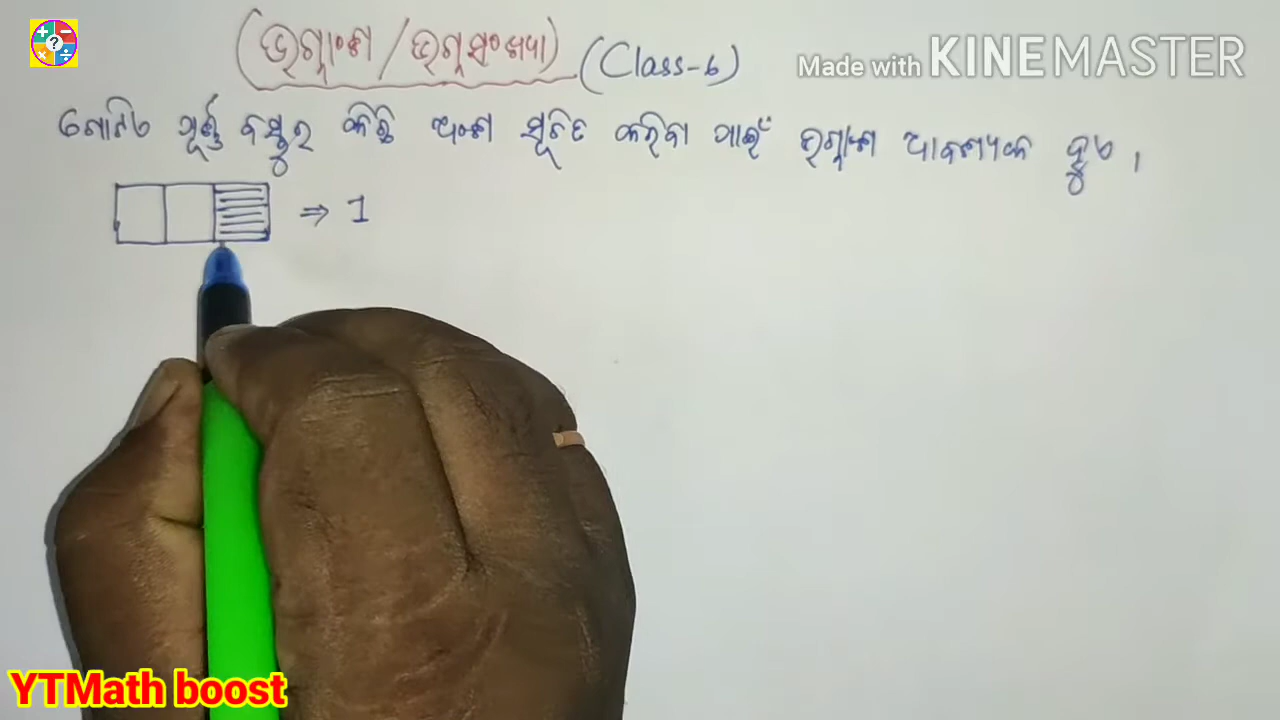 (ଭଗ୍ନାଂଶ / ଭଗ୍ନସଂଖ୍ୟା) (Class-6)
Made with KINEMASTER
ଗୋଟିଏ ପୂର୍ଣ୍ଣ ବସ୍ତୁର କିଛି ଅଂଶ ସୂଚିତ କରିବା ପାଇଁ ଭଗ୍ନାଂଶ ଆବଶ୍ୟକ ହୁଏ ।
⇒ 1
YTMath boost